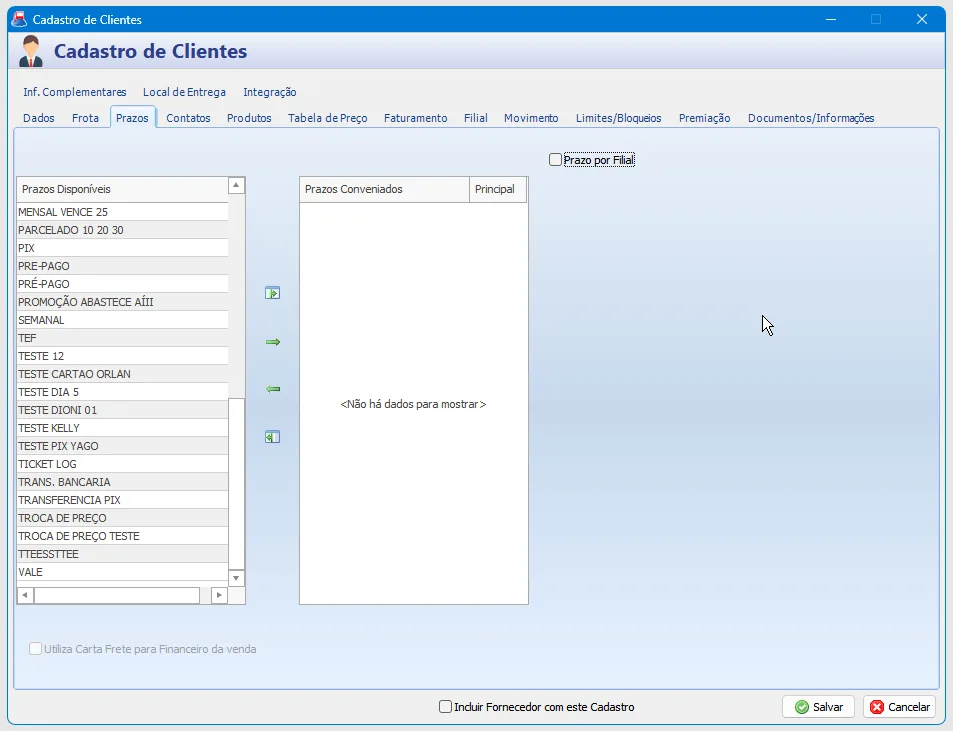 Cadastro de Clientes
Cadastro de Clientes
Inf. Complementares Local de Entrega Integração
Dados Frota Prazos Contatos Produtos Tabela de Preço Faturamento Filial Movimento Limites/Bloqueios Premiação Documentos/Informações
Prazo por Filial
Prazos Disponíveis
MENSAL VENCE 25
PARCELADO 10 20 30
PIX
PRE-PAGO
PRÉ-PAGO
PROMOÇÃO ABASTECE AÍII
SEMANAL
TEF
TESTE 12
TESTE CARTAO ORLAN
TESTE DIA 5
TESTE DIONI 01
TESTE KELLY
TESTE PIX YAGO
TICKET LOG
TRANS. BANCARIA
TRANSFERENCIA PIX
TROCA DE PREÇO
TROCA DE PREÇO TESTE
TTEESSTTEE
VALE
Prazos Conveniados Principal
<Não há dados para mostrar>
Utiliza Carta Frete para Financeiro da venda
Incluir Fornecedor com este Cadastro
Salvar Cancelar